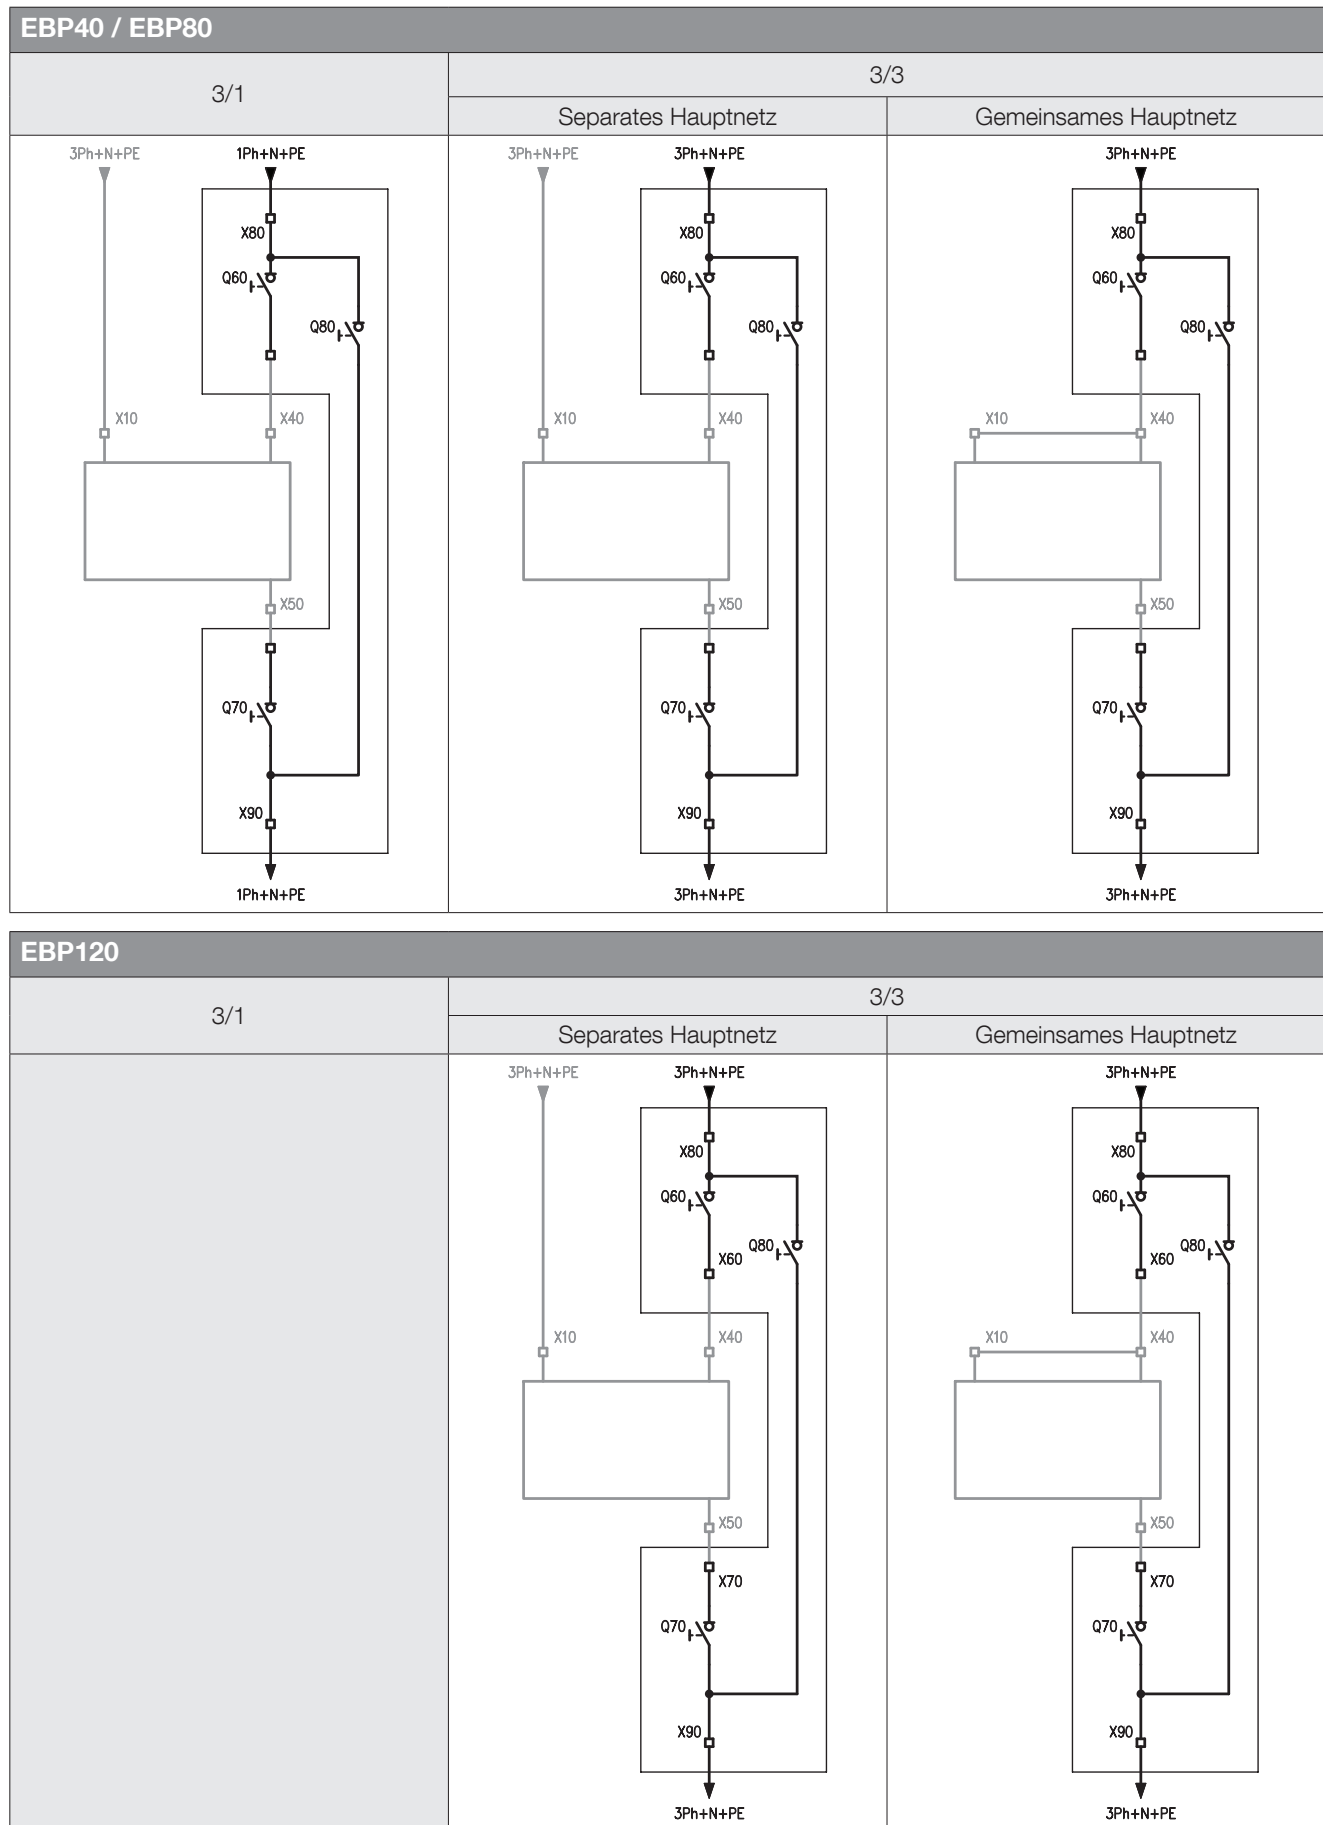 EBP40 / EBP80
3/1
3/3
Separates Hauptnetz
Gemeinsames Hauptnetz
3Ph+N+PE
1Ph+N+PE
X80
Q60
Q80
X10
X40
X50
Q70
X90
1Ph+N+PE
3Ph+N+PE
3Ph+N+PE
X80
Q60
Q80
X10
X40
X50
Q70
X90
3Ph+N+PE
3Ph+N+PE
X80
Q60
Q80
X10
X40
X50
Q70
X90
3Ph+N+PE
EBP120
3/1
3/3
Separates Hauptnetz
Gemeinsames Hauptnetz
3Ph+N+PE
3Ph+N+PE
X80
Q60
X60
Q80
X10
X40
X50
X70
Q70
X90
3Ph+N+PE
3Ph+N+PE
X80
Q60
X60
Q80
X10
X40
X50
X70
Q70
X90
3Ph+N+PE